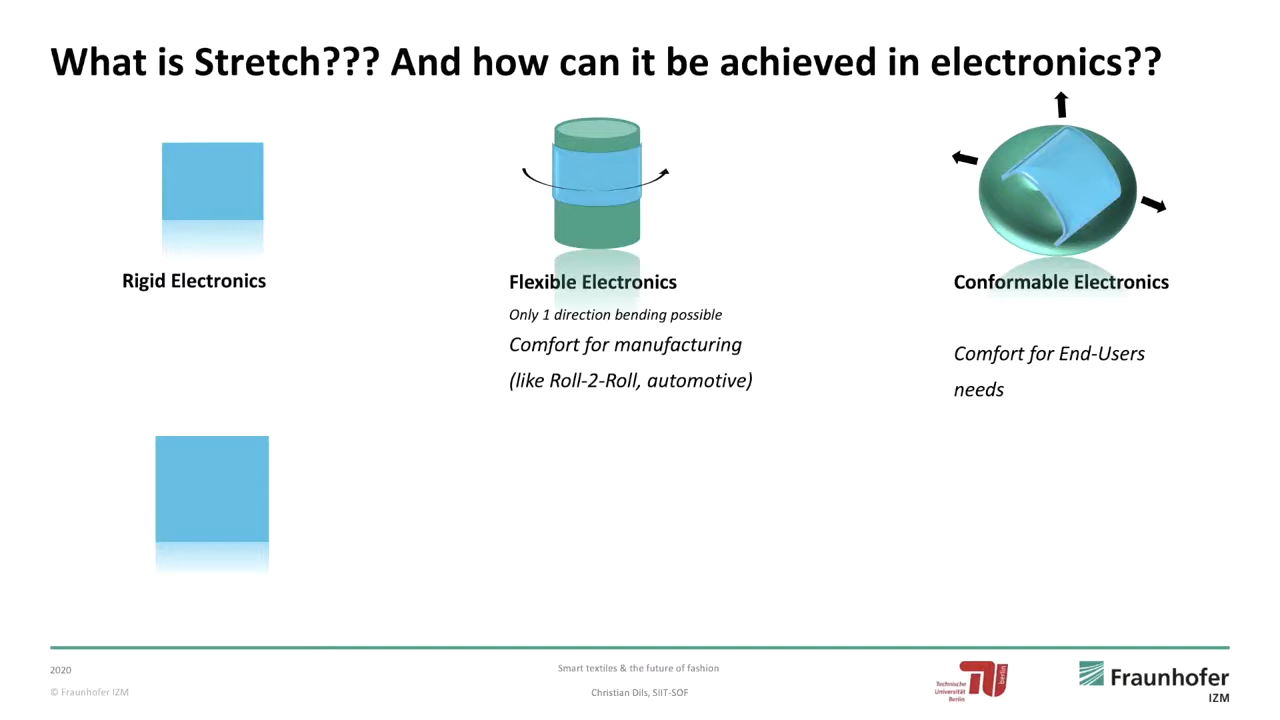 What is Stretch??? And how can it be achieved in electronics??
Rigid Electronics
Flexible Electronics
Only 1 direction bending possible
Comfort for manufacturing
(like Roll-2-Roll, automotive)
Conformable Electronics
Comfort for End-Users
needs
2020
© Fraunhofer IZM
Smart textiles & the future of fashion
Christian Dils, SIIT-SOF
Technische
Universität
Berlin
berlin
Fraunhofer
IZM